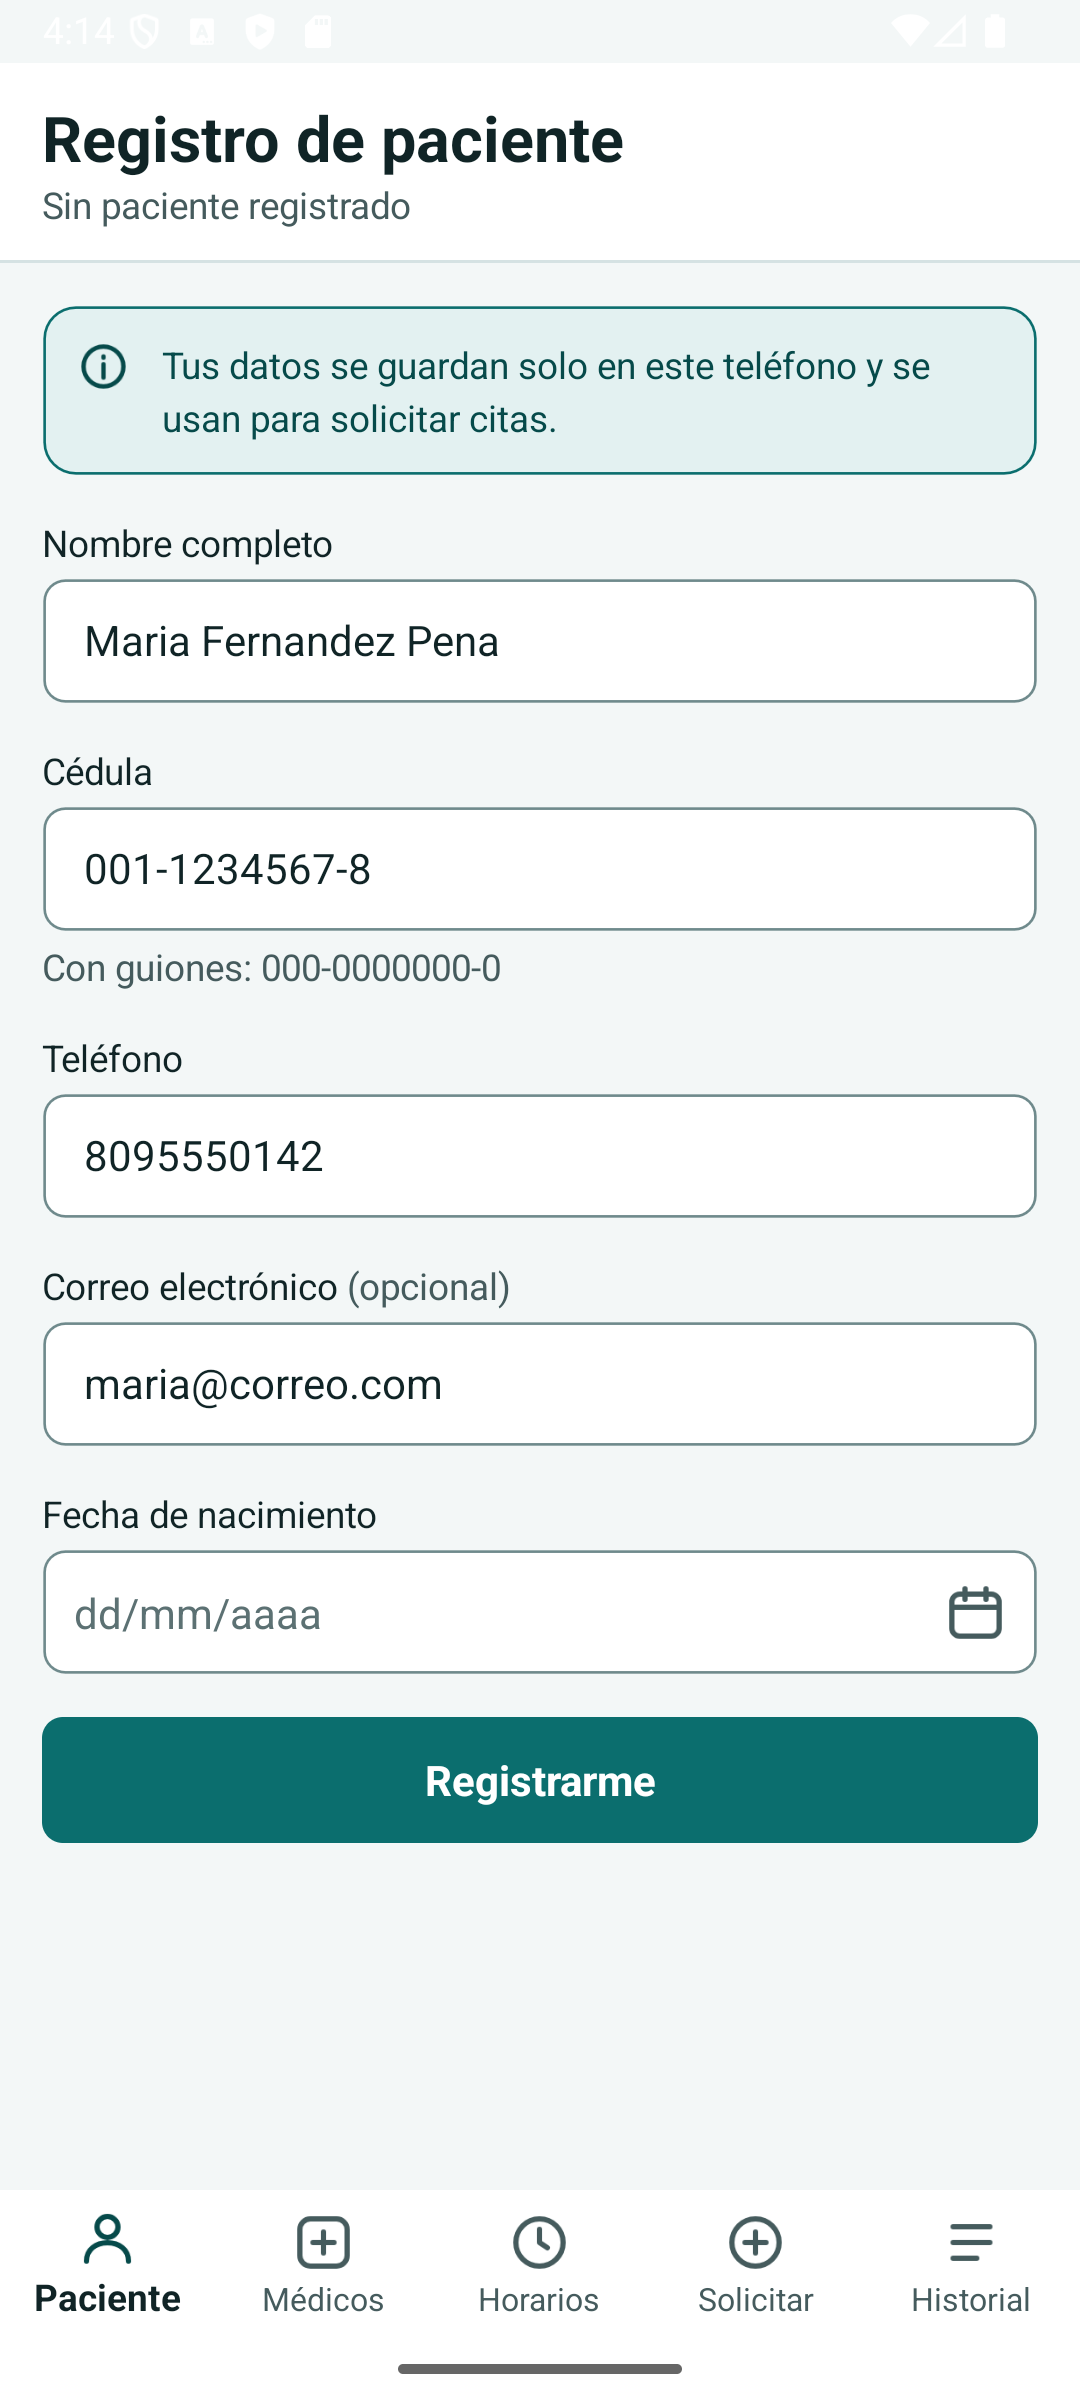 4:14
Registro de paciente
Sin paciente registrado
Tus datos se guardan solo en este teléfono y se
usan para solicitar citas.
Nombre completo
Maria Fernandez Pena
Cédula
001-1234567-8
Con guiones: 000-0000000-0
Teléfono
8095550142
Correo electrónico (opcional)
maria@correo.com
Fecha de nacimiento
dd/mm/aaaa
Registrarme
Paciente Médicos Horarios Solicitar Historial